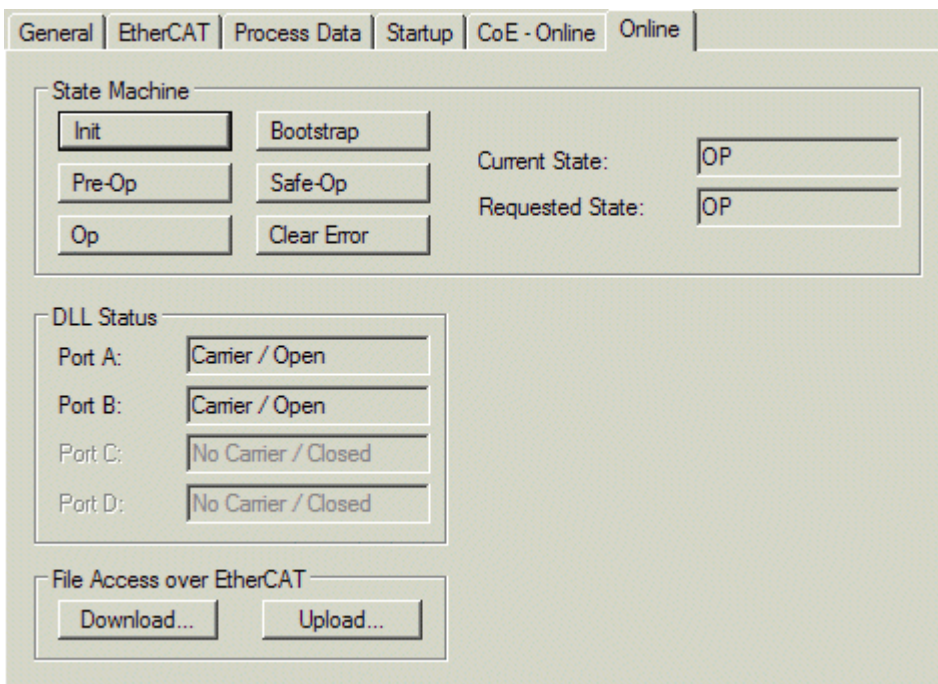 General EtherCAT Process Data Startup CoE - Online Online
State Machine
Init Bootstrap
Pre-Op Safe-Op
Op Clear Error
Current State: OP
Requested State: OP
DLL Status
Port A: Carrier / Open
Port B: Carrier / Open
Port C: No Carrier / Closed
Port D: No Carrier / Closed
File Access over EtherCAT
Download... Upload...